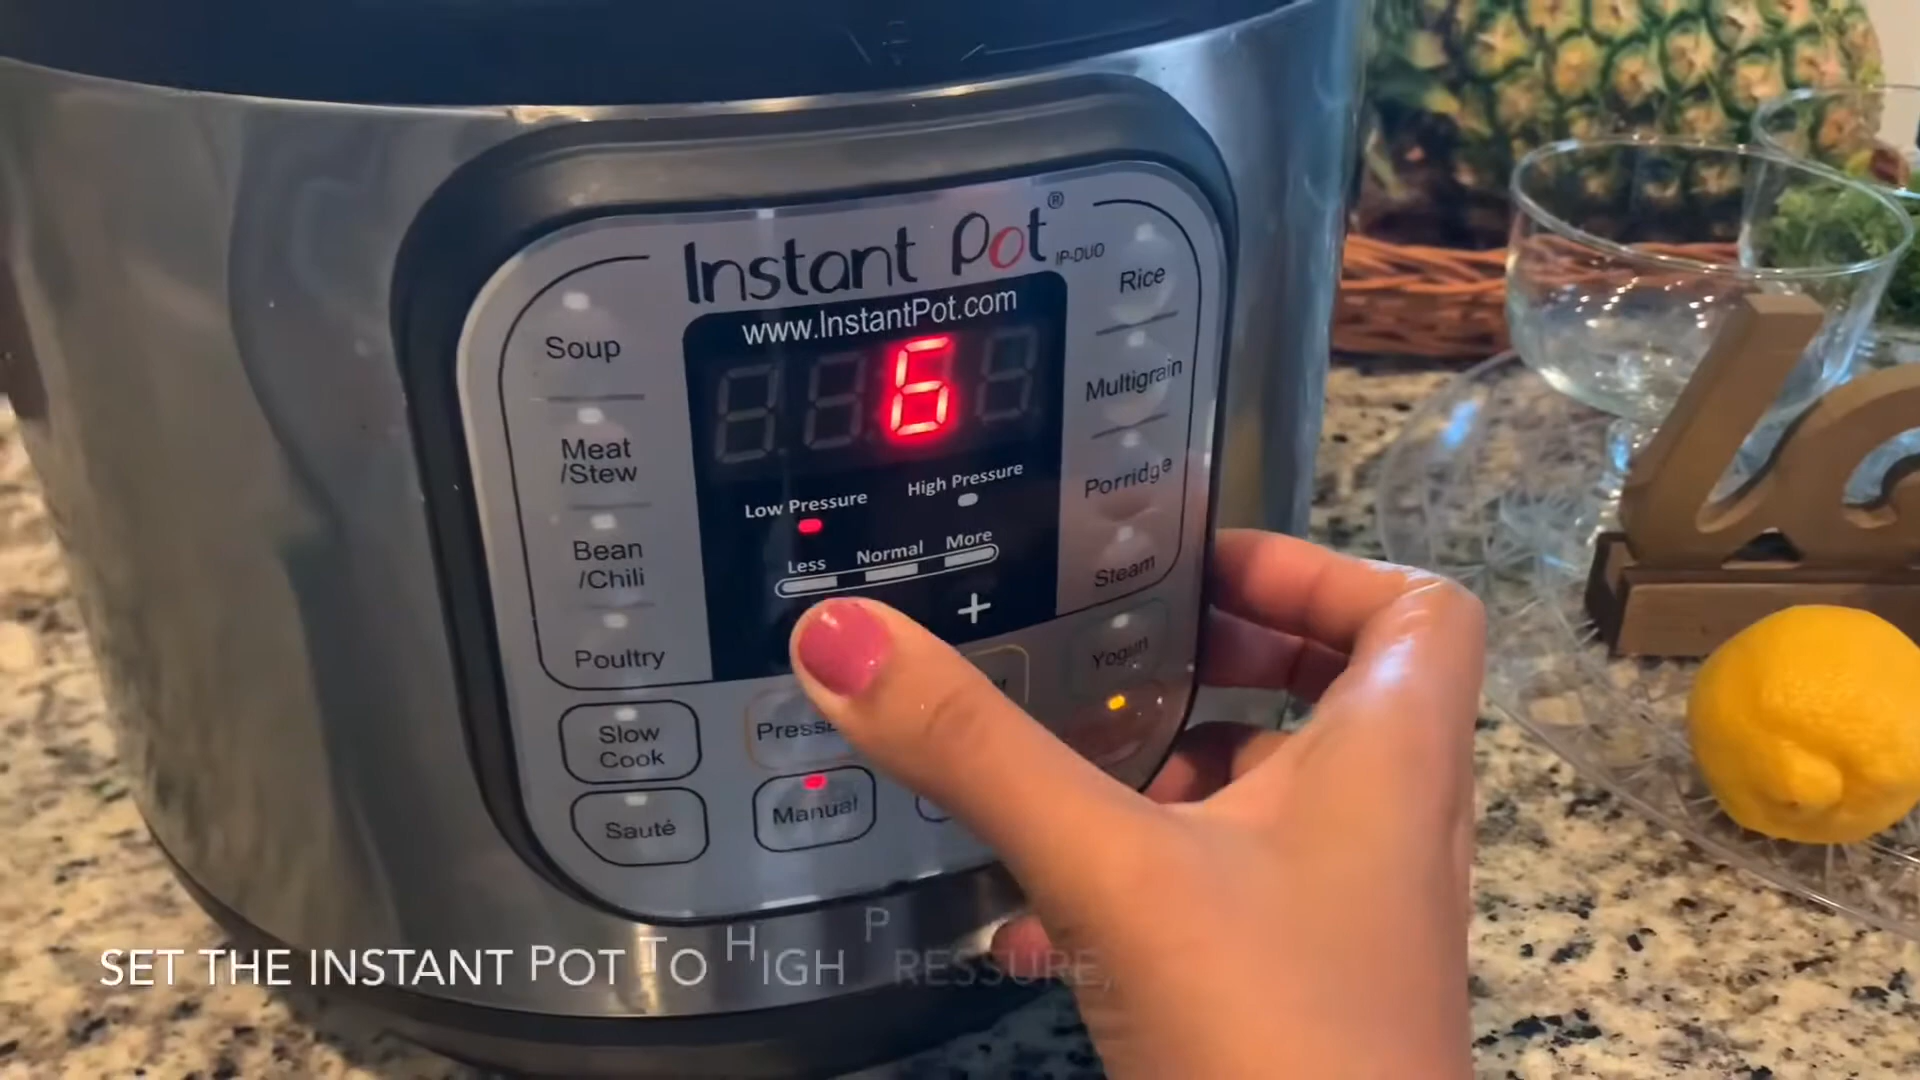 Instant Pot®
IP-DUO
www.InstantPot.com
6
Low Pressure
High Pressure
Less
Normal
More
+
Soup
Meat
/Stew
Bean
/Chili
Poultry
Slow
Cook
Sauté
Manual
Rice
Multigrain
Porridge
Steam
Yogurt
SET THE INSTANT POT TO HIGH PRESSURE,